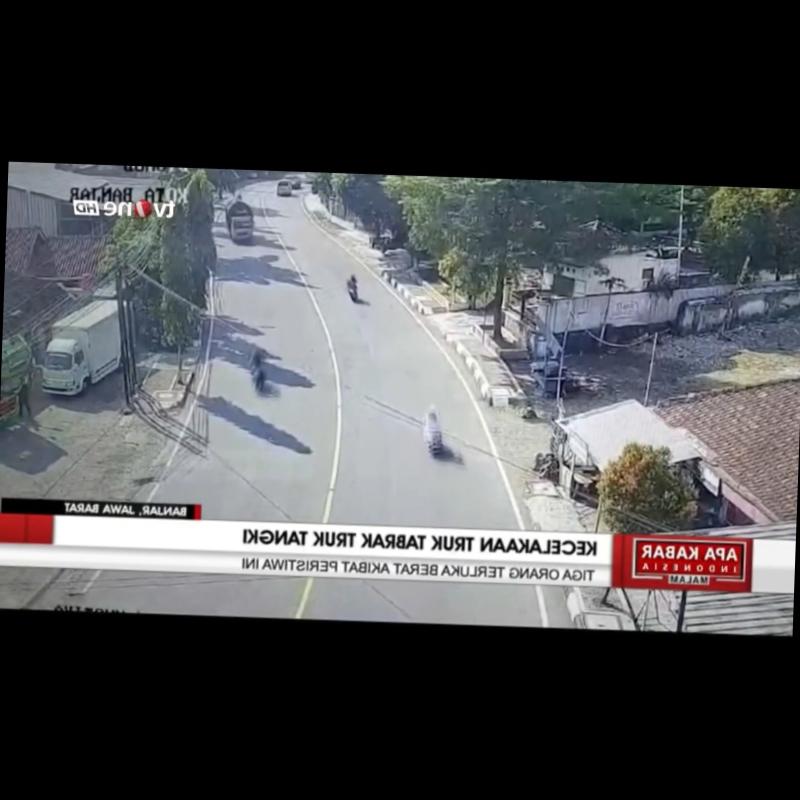 KOTA BANJAR
tvOne HD
BANJAR, JAWA BARAT
KECELAKAAN TRUK TABRAK TRUK TANGKI
TIGA ORANG TERLUKA BERAT AKIBAT PERISTIWA INI
APA KABAR
INDONESIA
MALAM